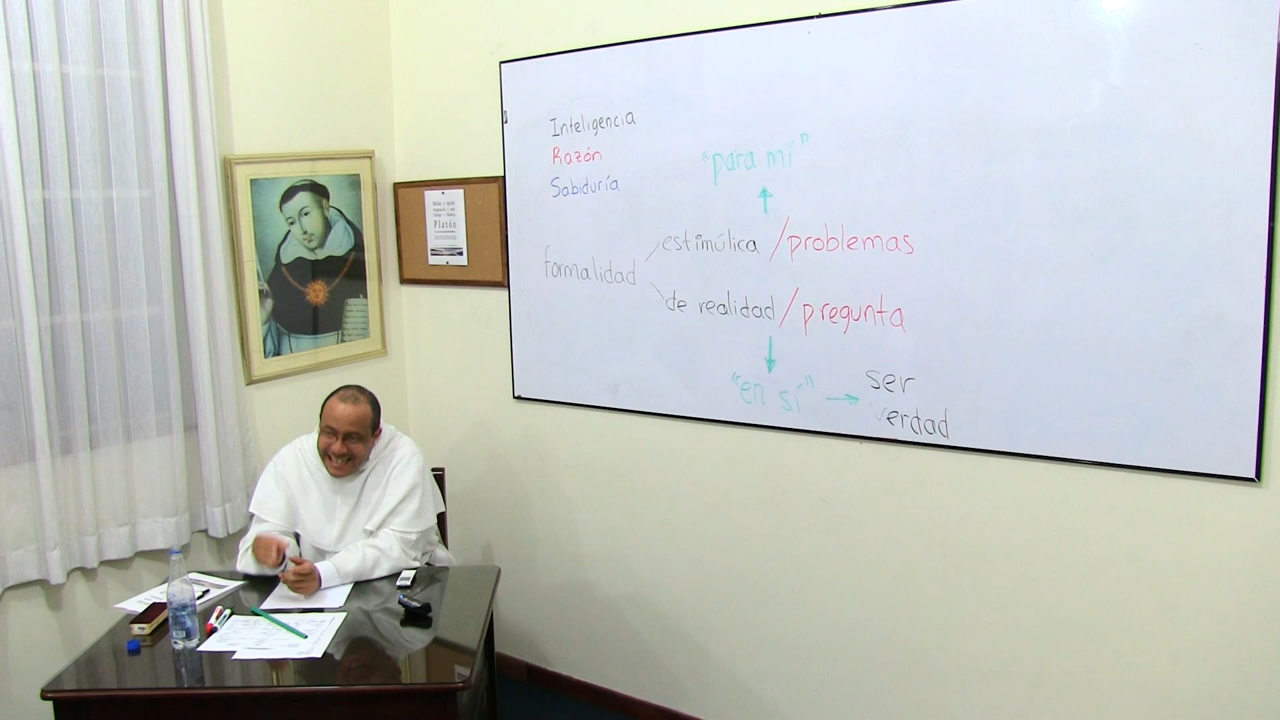 Inteligencia
Razón
Sabiduría
"para mí"
formalidad
estimúlica / problemas
de realidad / pregunta
"en sí" → ser
verdad
Platón